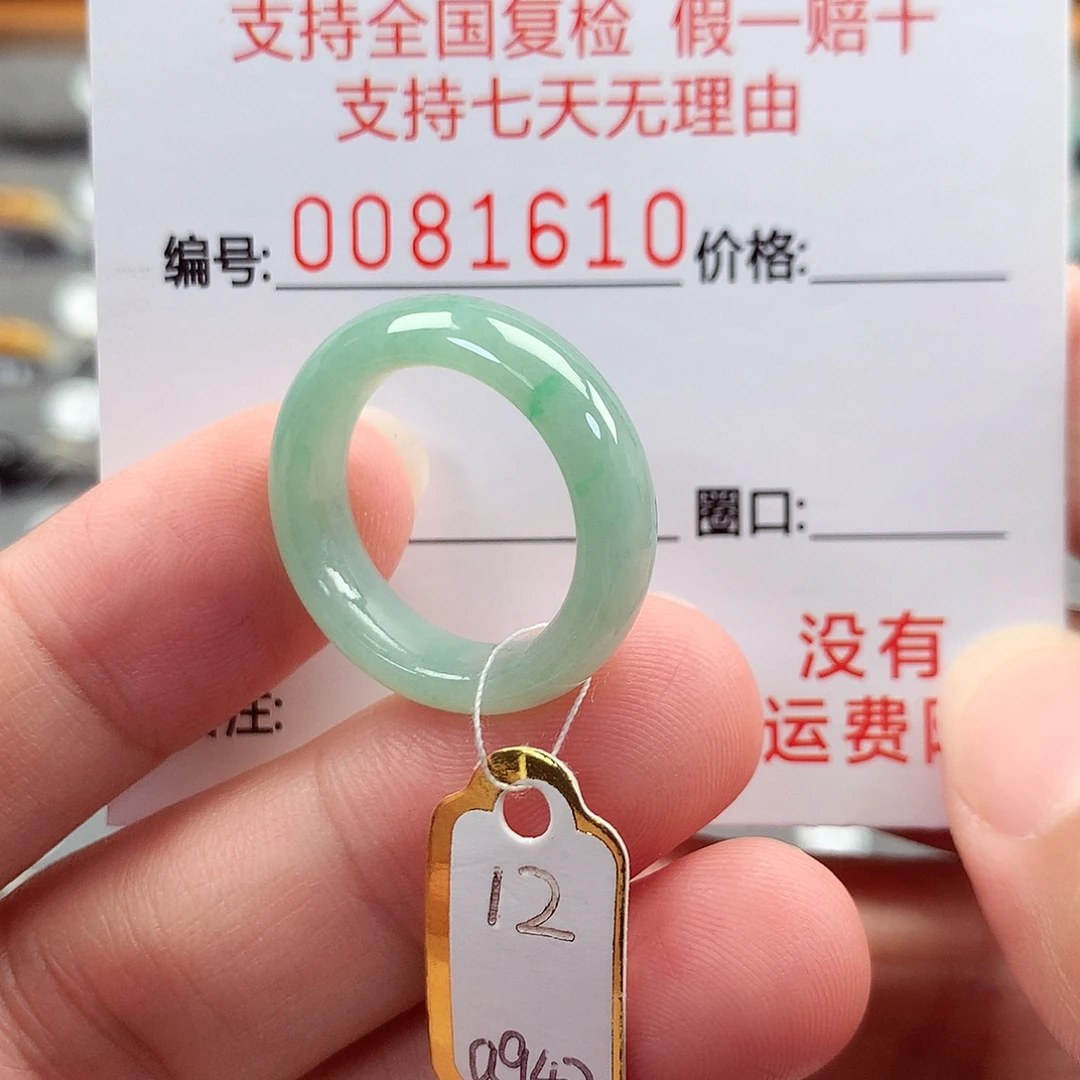 支持全国复检 假一赔十
支持七天无理由
编号: 0081610 价格:
圈口:
没有
注: 运费
12